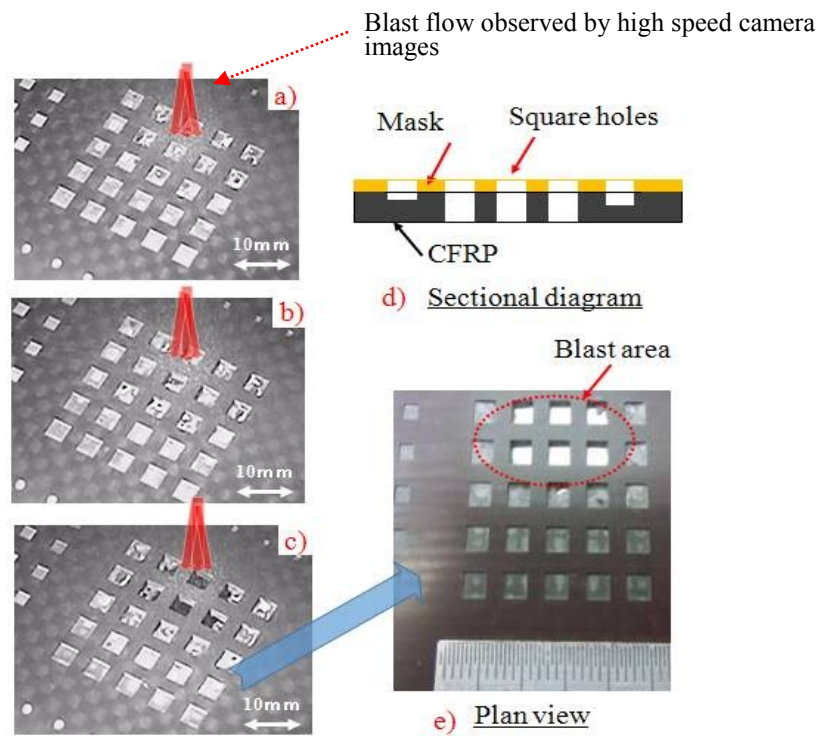 Blast flow observed by high speed camera
images
a)
10mm
b)
10mm
c)
10mm
Mask
Square holes
CFRP
d) Sectional diagram
Blast area
e) Plan view